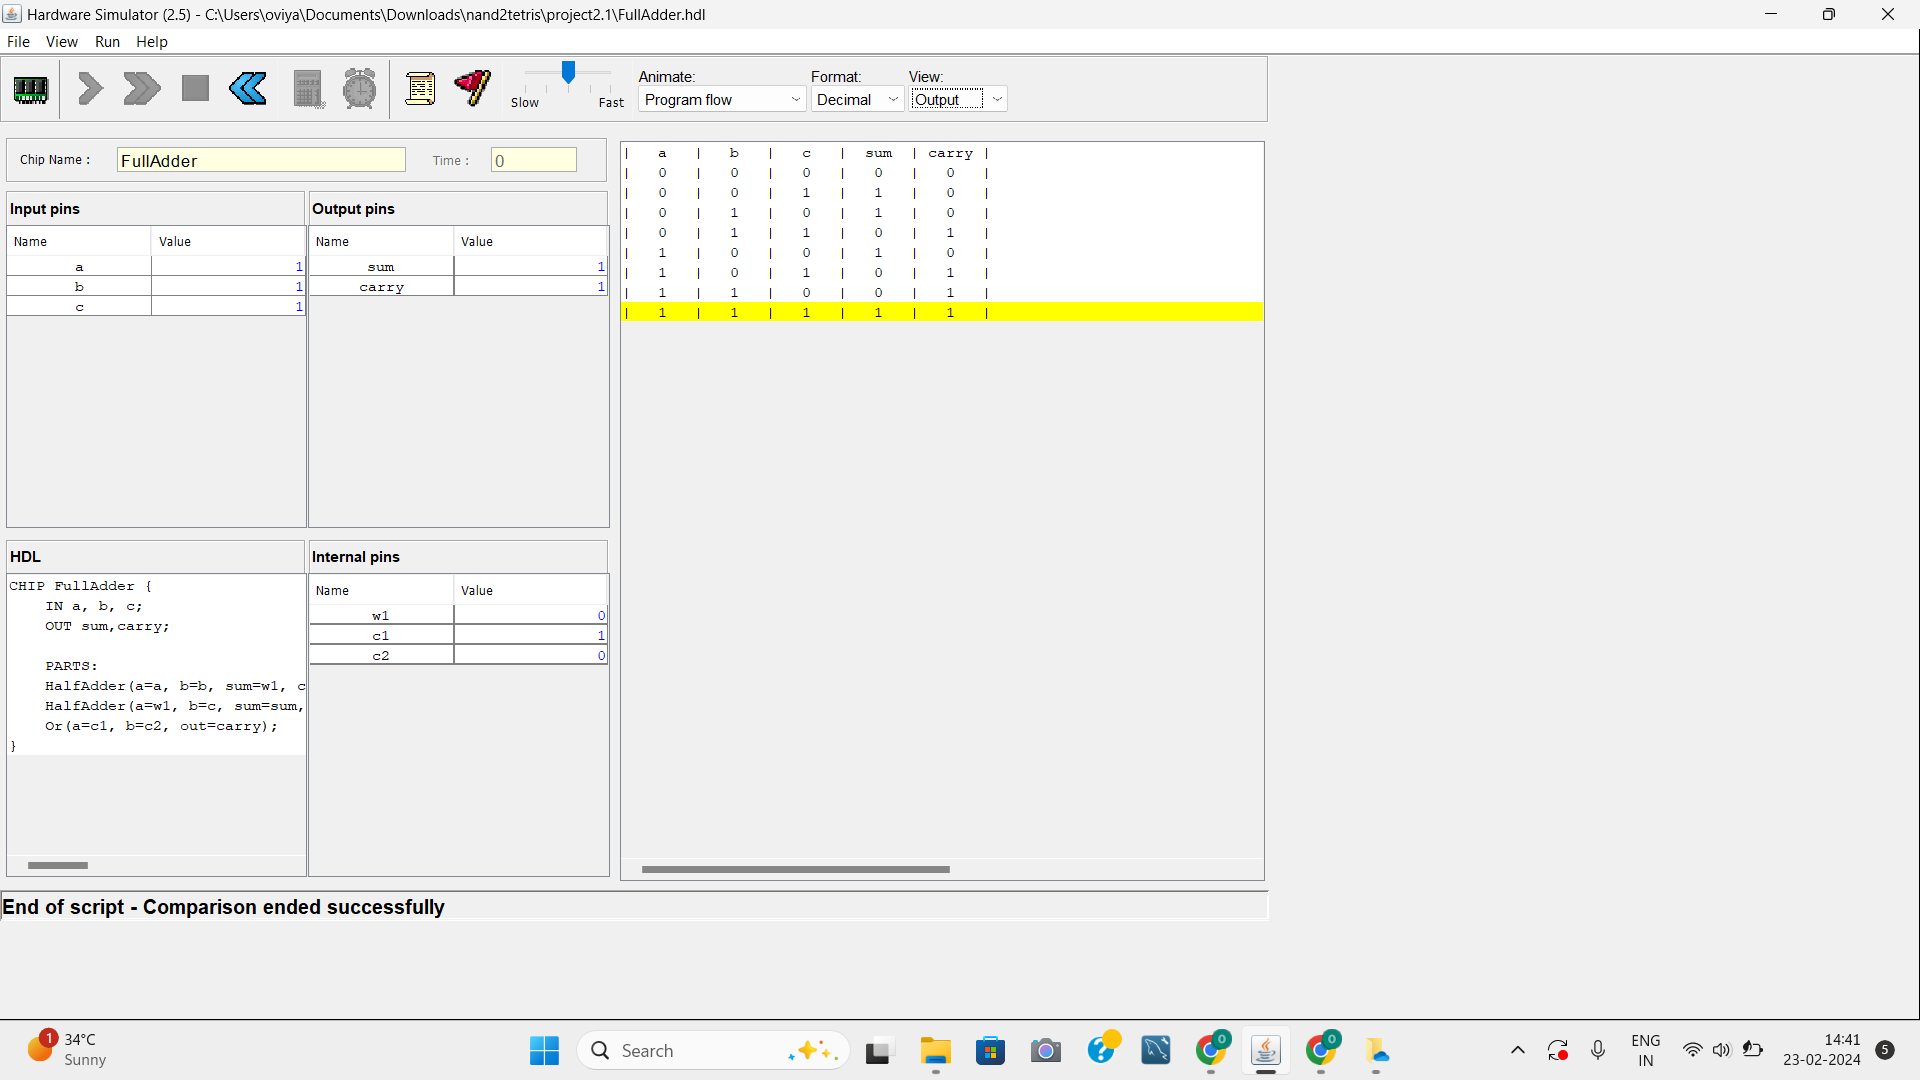 Hardware Simulator (2.5) - C:\Users\oviya\Documents\Downloads\nand2tetris\project2.1\FullAdder.hdl
File View Run Help
Slow Fast
Animate: Format: View:
Program flow Decimal Output
Chip Name : FullAdder Time : 0
Input pins
Name Value
a 1
b 1
c 1
Output pins
Name Value
sum 1
carry 1
HDL
CHIP FullAdder {
IN a, b, c;
OUT sum,carry;
PARTS:
HalfAdder(a=a, b=b, sum=w1, c
HalfAdder(a=w1, b=c, sum=sum,
Or(a=c1, b=c2, out=carry);
}
Internal pins
Name Value
w1 0
c1 1
c2 0
| a | b | c | sum | carry |
| 0 | 0 | 0 | 0 | 0 |
| 0 | 0 | 1 | 1 | 0 |
| 0 | 1 | 0 | 1 | 0 |
| 0 | 1 | 1 | 0 | 1 |
| 1 | 0 | 0 | 1 | 0 |
| 1 | 0 | 1 | 0 | 1 |
| 1 | 1 | 0 | 0 | 1 |
| 1 | 1 | 1 | 1 | 1 |
End of script - Comparison ended successfully
1
34°C
Sunny
Search
0
0
ENG
IN
14:41
23-02-2024
5